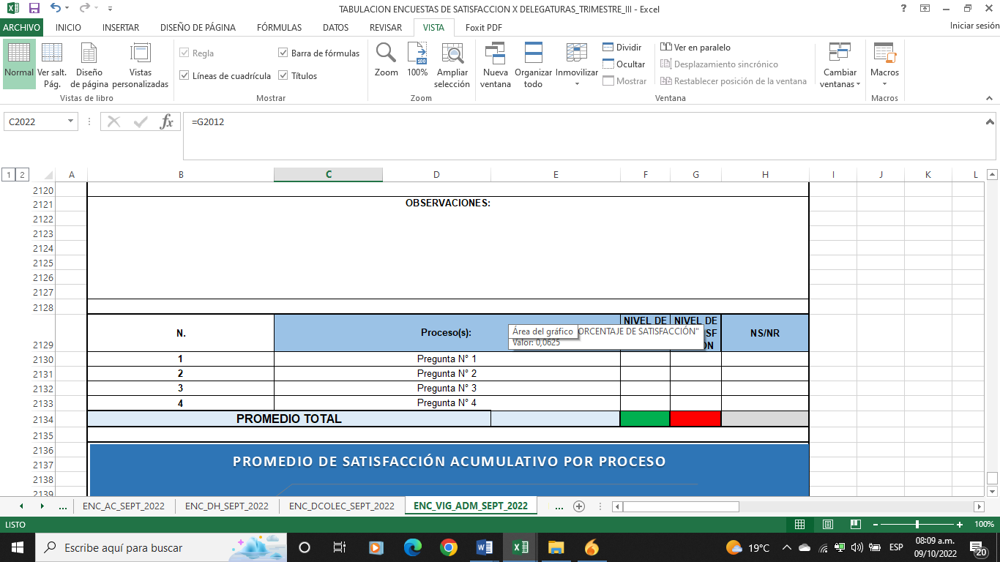 TABULACION ENCUESTAS DE SATISFACCION X DELEGATURAS_TRIMESTRE_III - Excel
ARCHIVO INICIO INSERTAR DISEÑO DE PÁGINA FÓRMULAS DATOS REVISAR VISTA Foxit PDF Iniciar sesión
Normal
Ver salt. Pág.
Diseño de página
Vistas personalizadas
Vistas de libro
Regla
Barra de fórmulas
Líneas de cuadrícula
Títulos
Mostrar
Zoom
100
100%
Ampliar selección
Zoom
Nueva ventana
Organizar todo
Inmovilizar
Dividir
Ocultar
Mostrar
Ver en paralelo
Desplazamiento sincrónico
Restablecer posición de la ventana
Cambiar ventanas
Ventana
Macros
Macros
C2022 fx =G2012
1 2 A B C D E F G H I J K L
2120
2121 OBSERVACIONES:
2122
2123
2124
2125
2126
2127
2128
2129 N. Proceso(s): NIVEL DE NIVEL DE NS/NR
Área del gráfico ORCENTAJE DE SATISFACCIÓN"
Valor: 0,0625
2130 1 Pregunta N° 1
2131 2 Pregunta N° 2
2132 3 Pregunta N° 3
2133 4 Pregunta N° 4
2134 PROMEDIO TOTAL
2135
2136
2137 PROMEDIO DE SATISFACCIÓN ACUMULATIVO POR PROCESO
2138
2139
... ENC_AC_SEPT_2022 ENC_DH_SEPT_2022 ENC_DCOLEC_SEPT_2022 ENC_VIG_ADM_SEPT_2022 ...
LISTO 100%
Escribe aquí para buscar
19°C ESP
08:09 a.m.
09/10/2022
20